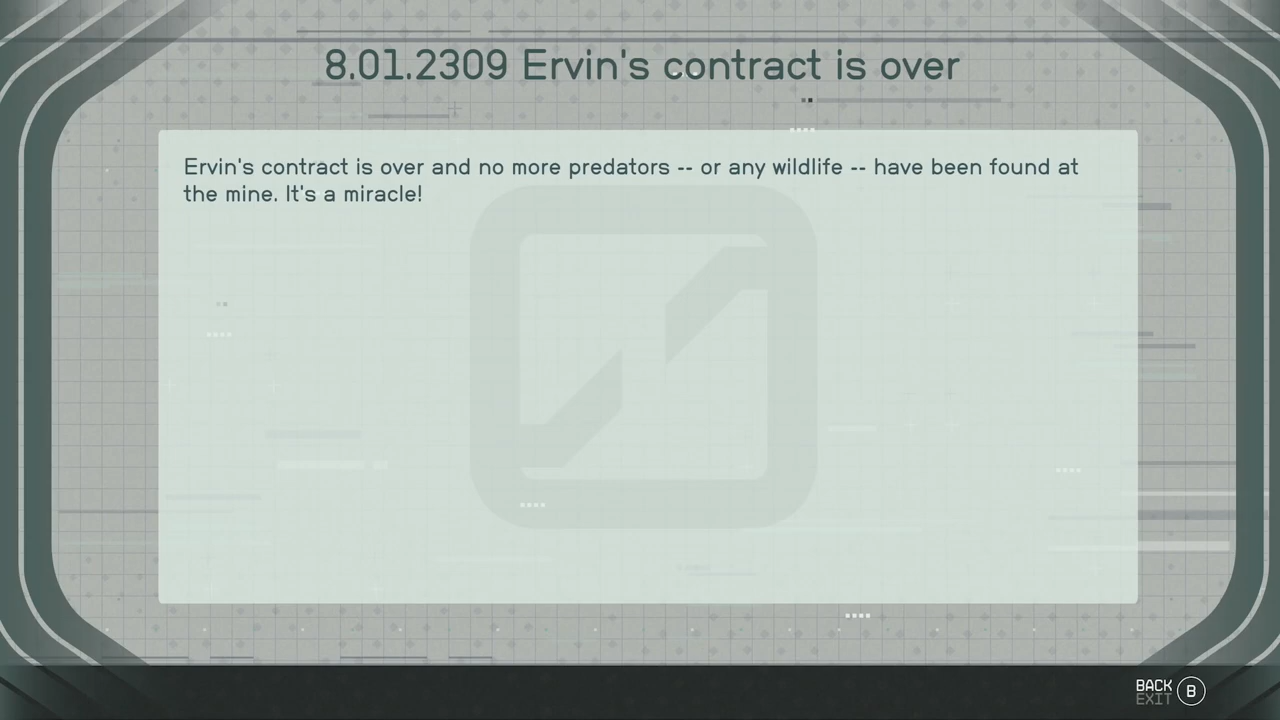 8.01.2309 Ervin's contract is over
Ervin's contract is over and no more predators -- or any wildlife -- have been found at
the mine. It's a miracle!
BACK
EXIT
B